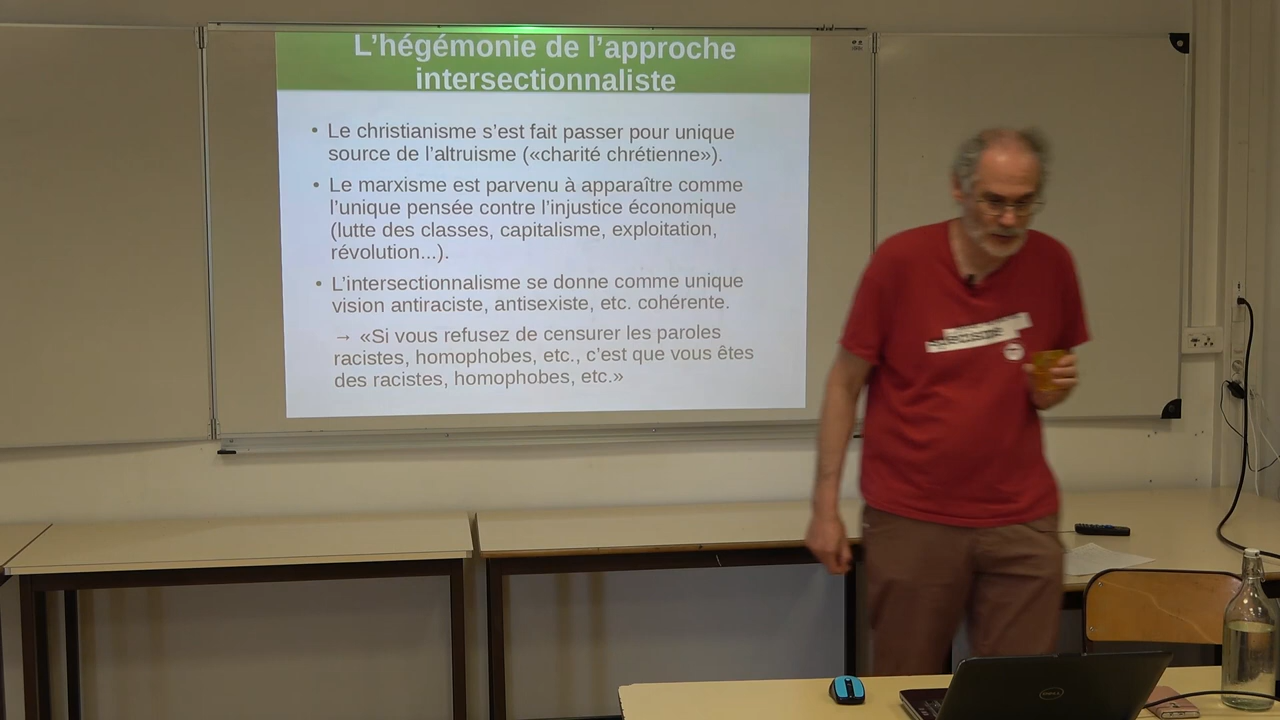 L’hégémonie de l’approche
intersectionnaliste
• Le christianisme s’est fait passer pour unique
source de l’altruisme («charité chrétienne»).
• Le marxisme est parvenu à apparaître comme
l’unique pensée contre l’injustice économique
(lutte des classes, capitalisme, exploitation,
révolution...).
• L’intersectionnalisme se donne comme unique
vision antiraciste, antisexiste, etc. cohérente.
→ «Si vous refusez de censurer les paroles
racistes, homophobes, etc., c’est que vous êtes
des racistes, homophobes, etc.»
DELL